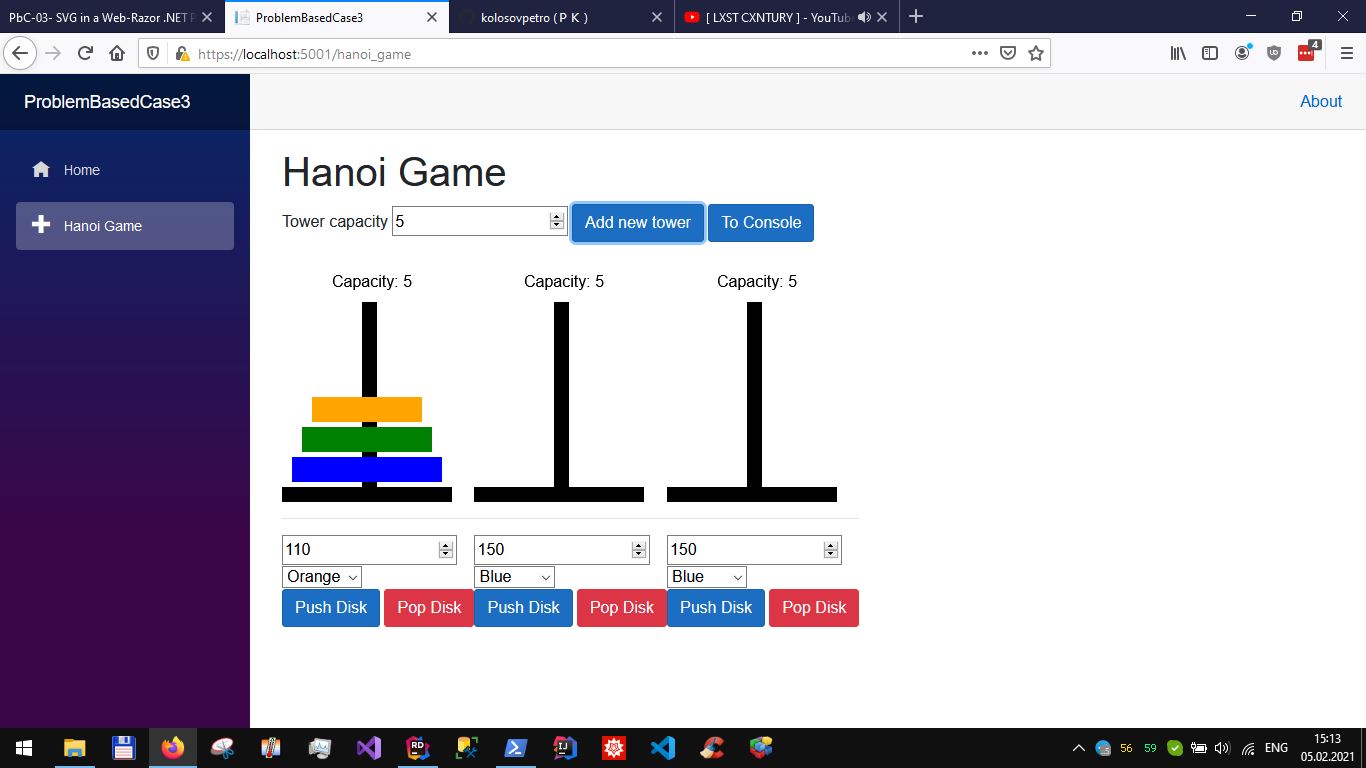 PbC-03- SVG in a Web-Razor .NET P
ProblemBasedCase3
kolosovpetro ( P K )
[ LXST CXNTURY ] - YouTub
https://localhost:5001/hanoi_game
4
ProblemBasedCase3
About
Home
Hanoi Game
Hanoi Game
Tower capacity 5 Add new tower To Console
Capacity: 5 Capacity: 5 Capacity: 5
110 150 150
Orange Blue Blue
Push Disk Pop Disk Push Disk Pop Disk Push Disk Pop Disk
RD IJ 56 59 ENG 15:13
05.02.2021